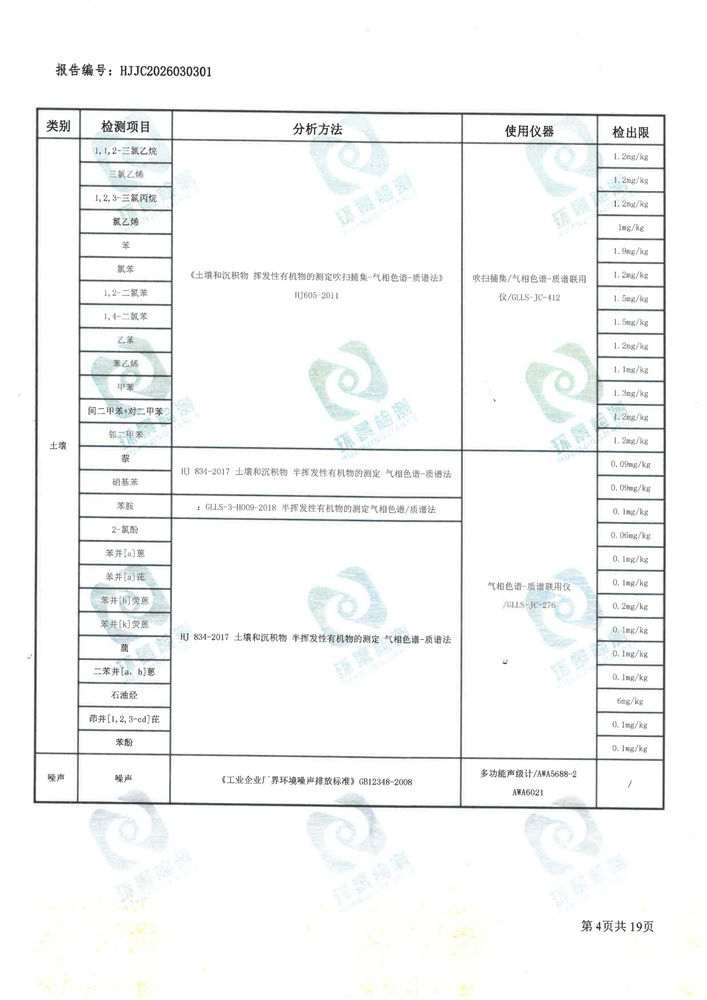 报告编号：HJJC2026030301
类别 检测项目 分析方法 使用仪器 检出限
土壤
1,1,2-三氯乙烷 1.2mg/kg
三氯乙烯 1.2mg/kg
1,2,3-三氯丙烷 1.2mg/kg
氯乙烯 1mg/kg
苯 1.9mg/kg
氯苯 1.2mg/kg
《土壤和沉积物 挥发性有机物的测定吹扫捕集-气相色谱-质谱法》
HJ605-2011
吹扫捕集/气相色谱-质谱联用
仪/GLLS-JC-412
1,2-二氯苯 1.5mg/kg
1,4-二氯苯 1.5mg/kg
乙苯 1.2mg/kg
苯乙烯 1.1mg/kg
甲苯 1.3mg/kg
间二甲苯+对二甲苯 1.2mg/kg
邻二甲苯 1.2mg/kg
萘 0.09mg/kg
HJ 834-2017 土壤和沉积物 半挥发性有机物的测定 气相色谱-质谱法
硝基苯 0.09mg/kg
苯胺 ：GLLS-3-H009-2018 半挥发性有机物的测定气相色谱/质谱法 0.1mg/kg
2-氯酚 0.06mg/kg
苯并[a]蒽 0.1mg/kg
苯并[a]芘 0.1mg/kg
气相色谱-质谱联用仪
/GLLS-JC-276
苯并[b]荧蒽 0.2mg/kg
苯并[k]荧蒽 0.1mg/kg
HJ 834-2017 土壤和沉积物 半挥发性有机物的测定 气相色谱-质谱法
䓛 0.1mg/kg
二苯并[a，h]蒽 0.1mg/kg
石油烃 6mg/kg
茚并[1,2,3-cd]芘 0.1mg/kg
苯酚 0.1mg/kg
噪声 噪声 《工业企业厂界环境噪声排放标准》GB12348-2008 多功能声级计/AWA5688-2
AWA6021 /
环景检测
HUANJINGJIANCE
第 4页共 19页